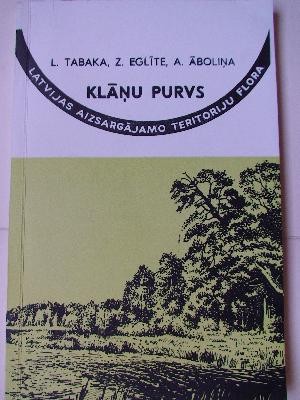 L. TABAKA, Z. EGLĪTE, A. ĀBOLIŅA
KLĀŅU PURVS
LATVIJAS AIZSARGĀJAMO TERITORIJU FLORA